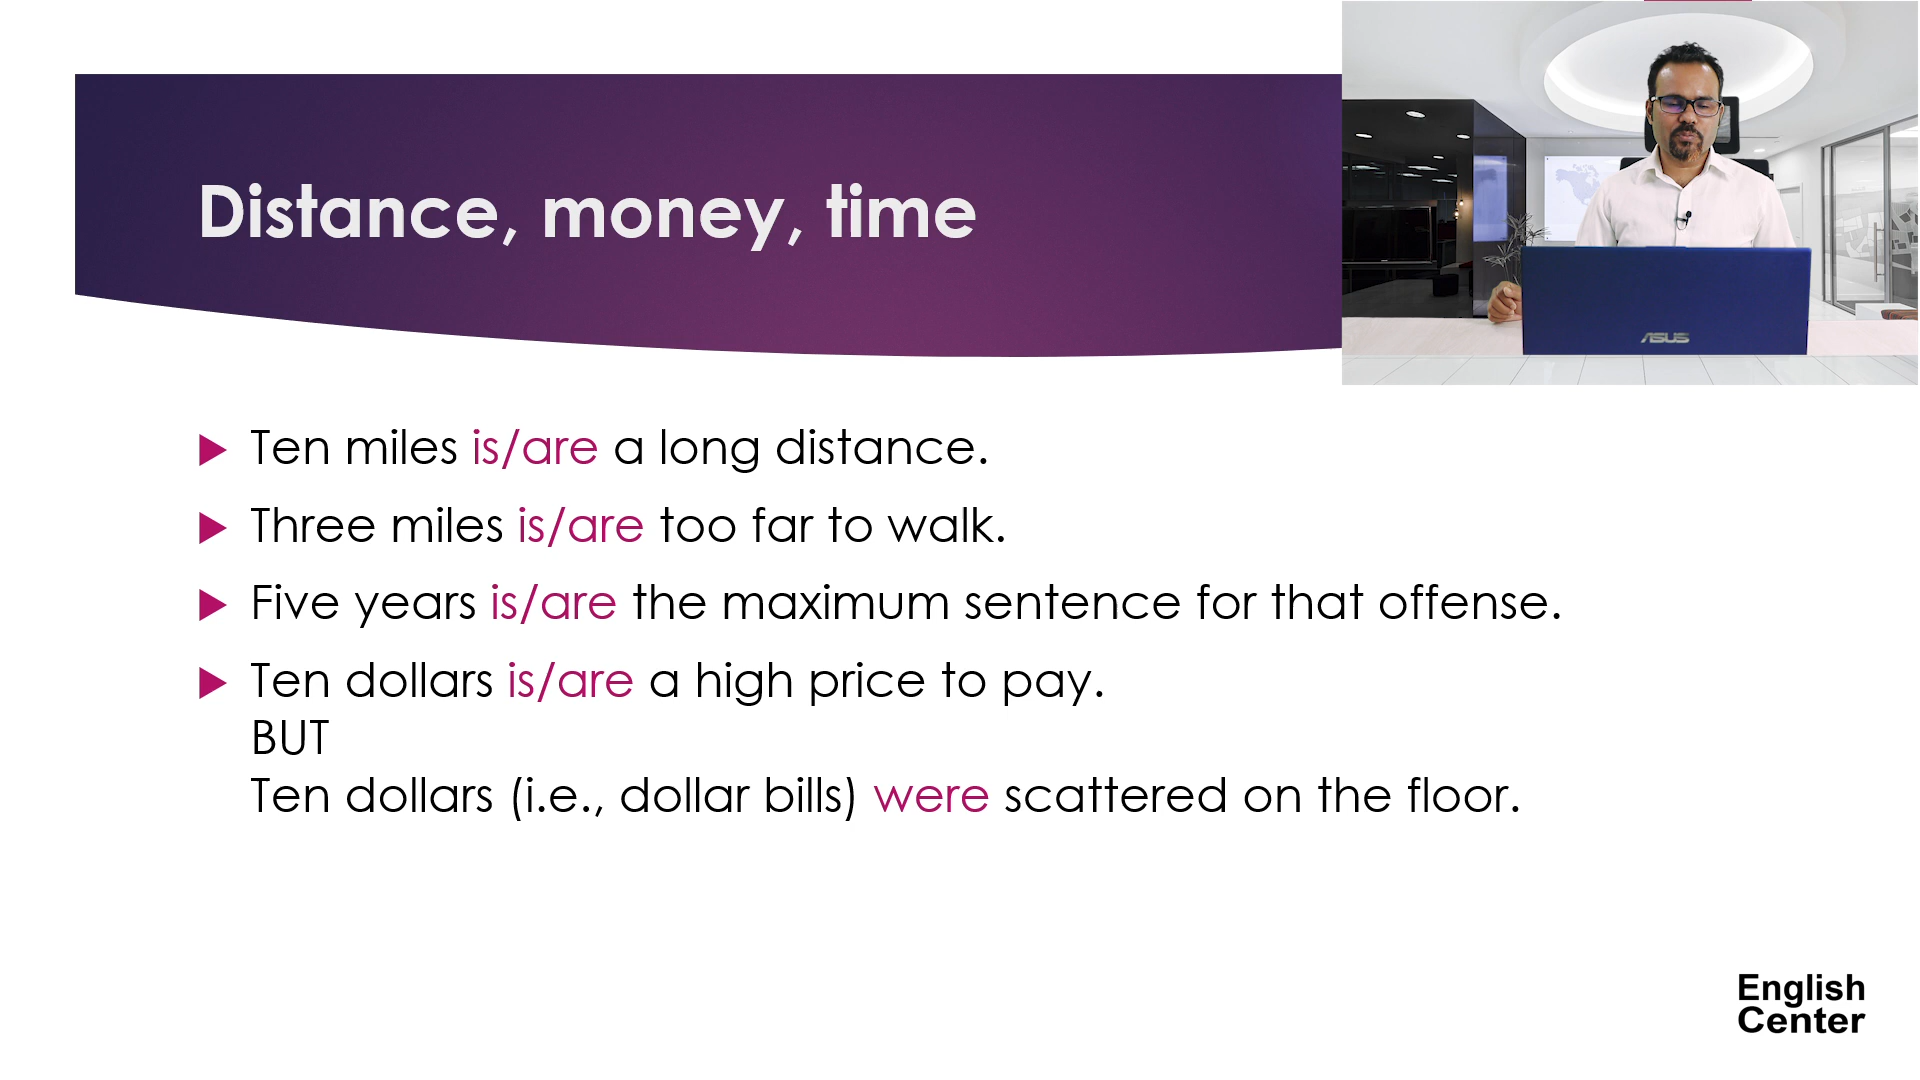 Distance, money, time
Ten miles is/are a long distance.
Three miles is/are too far to walk.
Five years is/are the maximum sentence for that offense.
Ten dollars is/are a high price to pay.
BUT
Ten dollars (i.e., dollar bills) were scattered on the floor.
ASUS
English
Center